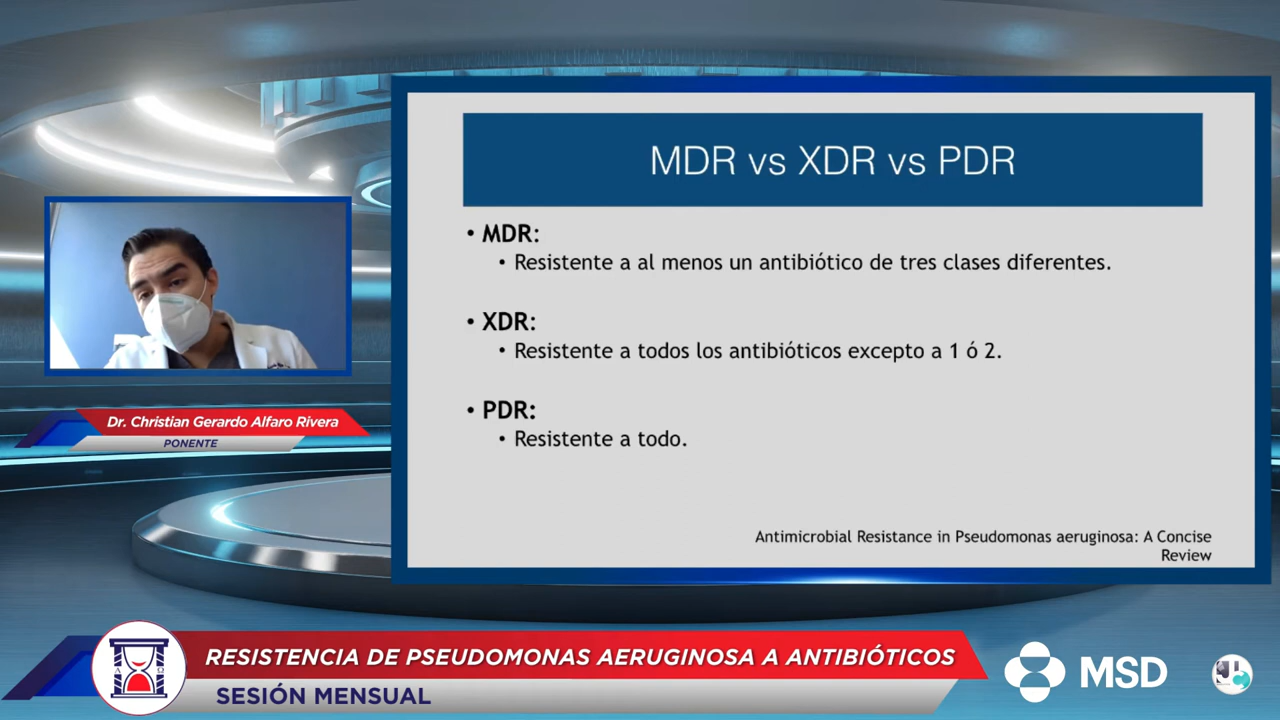 MDR vs XDR vs PDR
• MDR:
• Resistente a al menos un antibiótico de tres clases diferentes.
• XDR:
• Resistente a todos los antibióticos excepto a 1 ó 2.
• PDR:
• Resistente a todo.
Antimicrobial Resistance in Pseudomonas aeruginosa: A Concise
Review
Dr. Christian Gerardo Alfaro Rivera
PONENTE
RESISTENCIA DE PSEUDOMONAS AERUGINOSA A ANTIBIÓTICOS
SESIÓN MENSUAL
Α Ω
MSD